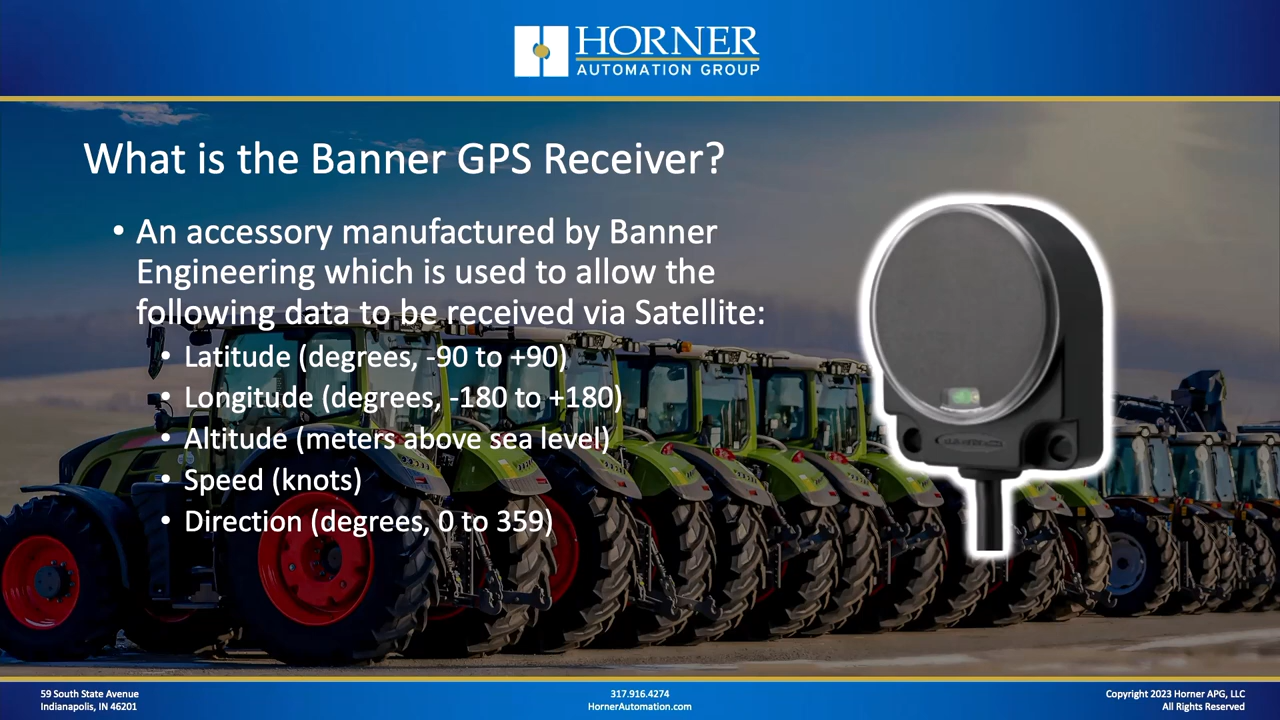 HORNER
AUTOMATION GROUP
What is the Banner GPS Receiver?
• An accessory manufactured by Banner
Engineering which is used to allow the
following data to be received via Satellite:
• Latitude (degrees, -90 to +90)
• Longitude (degrees, -180 to +180)
• Altitude (meters above sea level)
• Speed (knots)
• Direction (degrees, 0 to 359)
59 South State Avenue
Indianapolis, IN 46201
317.916.4274
HornerAutomation.com
Copyright 2023 Horner APG, LLC
All Rights Reserved